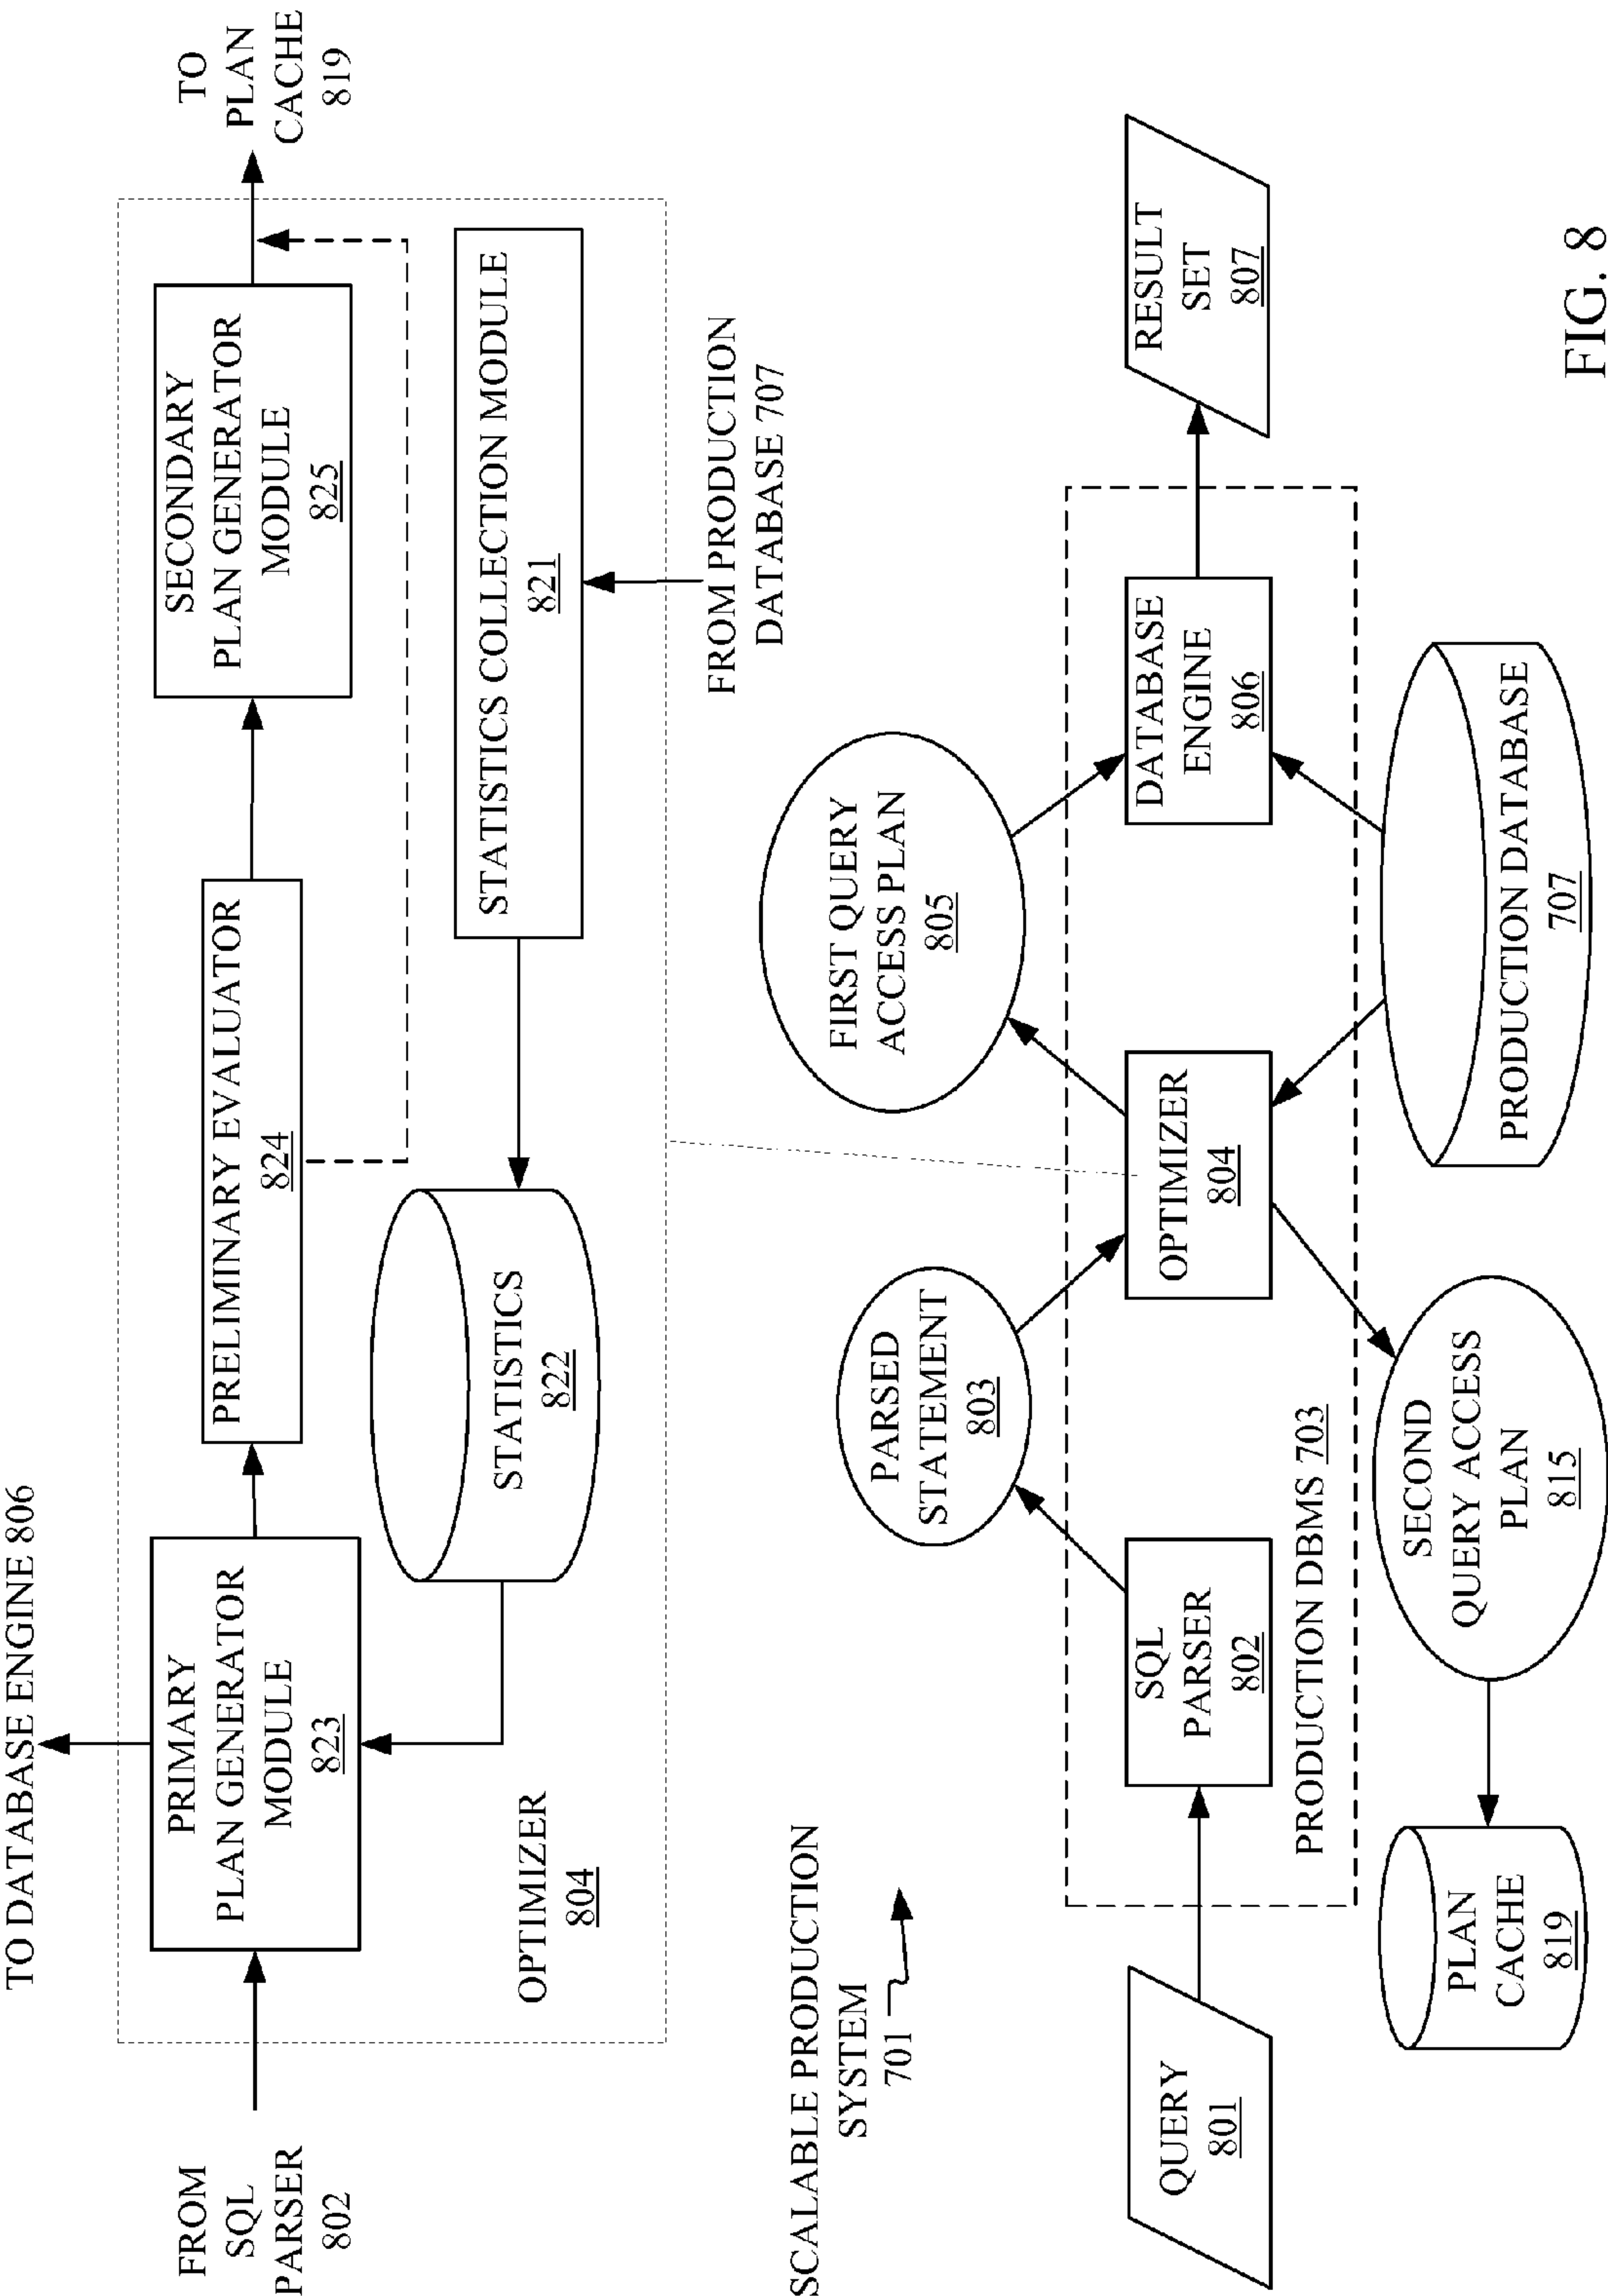 TO DATABASE ENGINE 806
FROM
SQL
PARSER
802
PRIMARY
PLAN GENERATOR
MODULE
823
PRELIMINARY EVALUATOR
824
SECONDARY
PLAN GENERATOR
MODULE
825
TO
PLAN
CACHE
819
STATISTICS
822
STATISTICS COLLECTION MODULE
821
OPTIMIZER
804
FROM PRODUCTION
DATABASE 707
SCALABLE PRODUCTION
SYSTEM
701
PARSED
STATEMENT
803
FIRST QUERY
ACCESS PLAN
805
QUERY
801
SQL
PARSER
802
OPTIMIZER
804
DATABASE
ENGINE
806
RESULT
SET
807
PRODUCTION DBMS 703
PLAN
CACHE
819
SECOND
QUERY ACCESS
PLAN
815
PRODUCTION DATABASE
707
FIG. 8